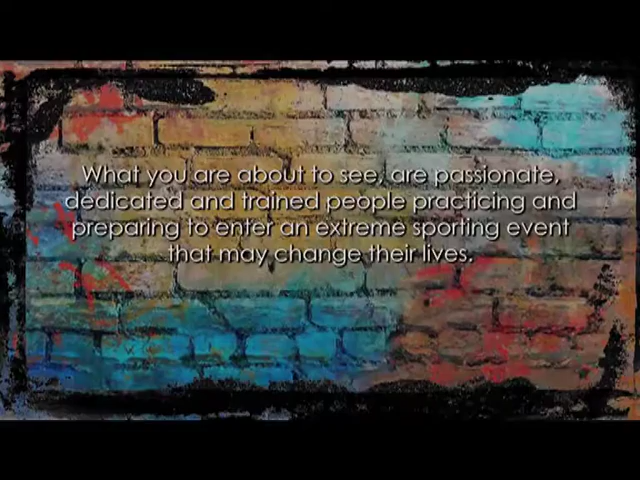 What you are about to see, are passionate,
dedicated and trained people practicing and
preparing to enter an extreme sporting event
that may change their lives.